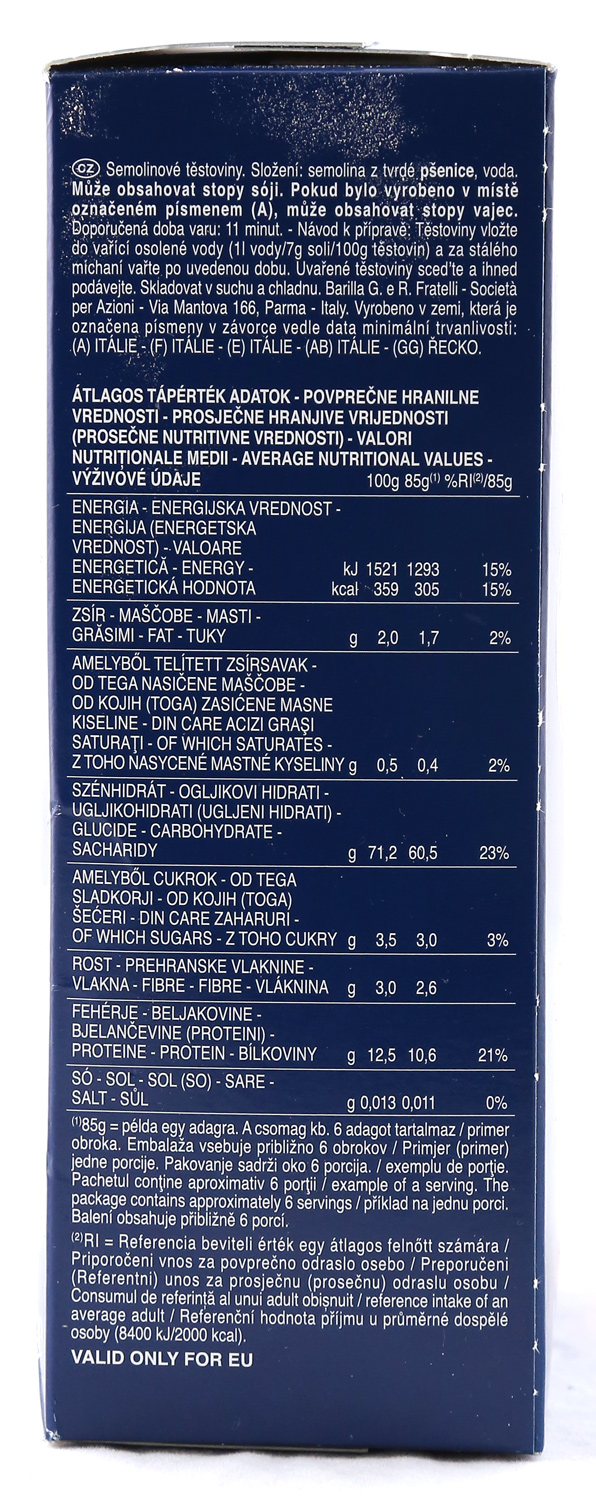 CZ Semolinové těstoviny. Složení: semolina z tvrdé pšenice, voda.
Může obsahovat stopy sóji. Pokud bylo vyrobeno v místě
označeném písmenem (A), může obsahovat stopy vajec.
Doporučená doba varu: 11 minut. - Návod k přípravě: Těstoviny vložte
do vařící osolené vody (1l vody/7g soli/100g těstovin) a za stálého
míchaní vařte po uvedenou dobu. Uvařené těstoviny sceďte a ihned
podávejte. Skladovat v suchu a chladnu. Barilla G. e R. Fratelli - Società
per Azioni - Via Mantova 166, Parma - Italy. Vyrobeno v zemi, která je
označena písmeny v závorce vedle data minimální trvanlivosti:
(A) ITÁLIE - (F) ITÁLIE - (E) ITÁLIE - (AB) ITÁLIE - (GG) ŘECKO.
ÁTLAGOS TÁPÉRTÉK ADATOK - POVPREČNE HRANILNE
VREDNOSTI - PROSJEČNE HRANJIVE VRIJEDNOSTI
(PROSEČNE NUTRITIVNE VREDNOSTI) - VALORI
NUTRIȚIONALE MEDII - AVERAGE NUTRITIONAL VALUES -
VÝŽIVOVÉ ÚDAJE 100g 85g(1) %RI(2)/85g
ENERGIA - ENERGIJSKA VREDNOST -
ENERGIJA (ENERGETSKA
VREDNOST) - VALOARE
ENERGETICĂ - ENERGY - kJ 1521 1293 15%
ENERGETICKÁ HODNOTA kcal 359 305 15%
ZSÍR - MAŠČOBE - MASTI -
GRĂSIMI - FAT - TUKY g 2,0 1,7 2%
AMELYBŐL TELÍTETT ZSÍRSAVAK -
OD TEGA NASIČENE MAŠČOBE -
OD KOJIH (TOGA) ZASIĆENE MASNE
KISELINE - DIN CARE ACIZI GRAȘI
SATURAȚI - OF WHICH SATURATES -
Z TOHO NASYCENÉ MASTNÉ KYSELINY g 0,5 0,4 2%
SZÉNHIDRÁT - OGLJIKOVI HIDRATI -
UGLJIKOHIDRATI (UGLJENI HIDRATI) -
GLUCIDE - CARBOHYDRATE -
SACHARIDY g 71,2 60,5 23%
AMELYBŐL CUKROK - OD TEGA
SLADKORJI - OD KOJIH (TOGA)
ŠEĆERI - DIN CARE ZAHARURI -
OF WHICH SUGARS - Z TOHO CUKRY g 3,5 3,0 3%
ROST - PREHRANSKE VLAKNINE -
VLAKNA - FIBRE - FIBRE - VLÁKNINA g 3,0 2,6
FEHÉRJE - BELJAKOVINE -
BJELANČEVINE (PROTEINI) -
PROTEINE - PROTEIN - BÍLKOVINY g 12,5 10,6 21%
SÓ - SOL - SOL (SO) - SARE -
SALT - SŮL g 0,013 0,011 0%
(1)85g = példa egy adagra. A csomag kb. 6 adagot tartalmaz / primer
obroka. Embalaža vsebuje približno 6 obrokov / Primjer (primer)
jedne porcije. Pakovanje sadrži oko 6 porcija. / exemplu de porție.
Pachetul conține aproximativ 6 porții / example of a serving. The
package contains approximately 6 servings / příklad na jednu porci.
Balení obsahuje přibližně 6 porcí.
(2)RI = Referencia beviteli érték egy átlagos felnőtt számára /
Priporočeni vnos za povprečno odraslo osebo / Preporučeni
(Referentni) unos za prosječnu (prosečnu) odraslu osobu /
Consumul de referință al unui adult obișnuit / reference intake of an
average adult / Referenční hodnota příjmu u průměrné dospělé
osoby (8400 kJ/2000 kcal).
VALID ONLY FOR EU